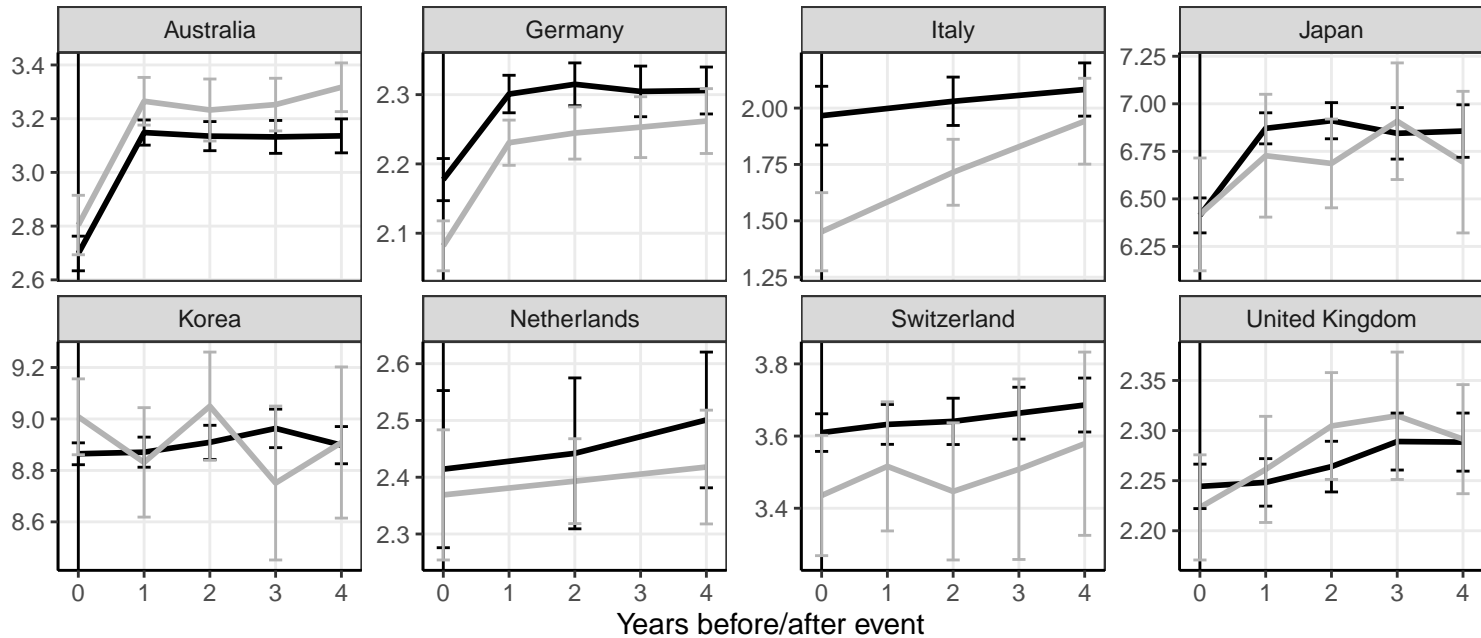 Australia Germany Italy Japan
3.4 2.3 2.00 7.25
3.2 2.2 1.75 7.00
3.0 2.1 1.50 6.75
2.8 1.25 6.50
2.6 6.25
Korea Netherlands Switzerland United Kingdom
9.2 2.6 3.8 2.35
9.0 2.5 3.6 2.30
8.8 2.4 3.4 2.25
8.6 2.3 2.20
0 1 2 3 4 0 1 2 3 4 0 1 2 3 4 0 1 2 3 4
Years before/after event